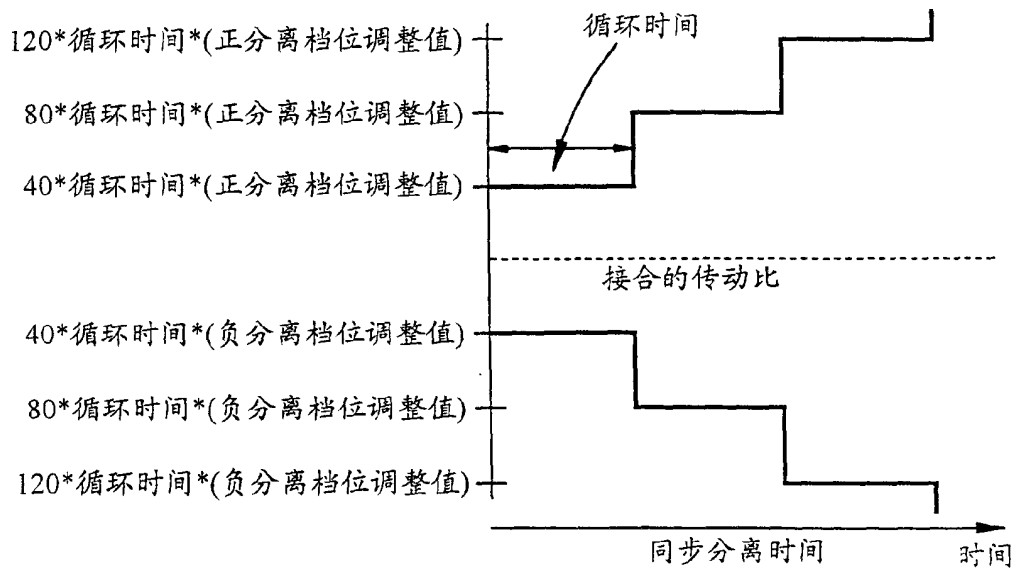 循环时间
120*循环时间*(正分离档位调整值)
80*循环时间*(正分离档位调整值)
40*循环时间*(正分离档位调整值)
接合的传动比
40*循环时间*(负分离档位调整值)
80*循环时间*(负分离档位调整值)
120*循环时间*(负分离档位调整值)
同步分离时间
时间